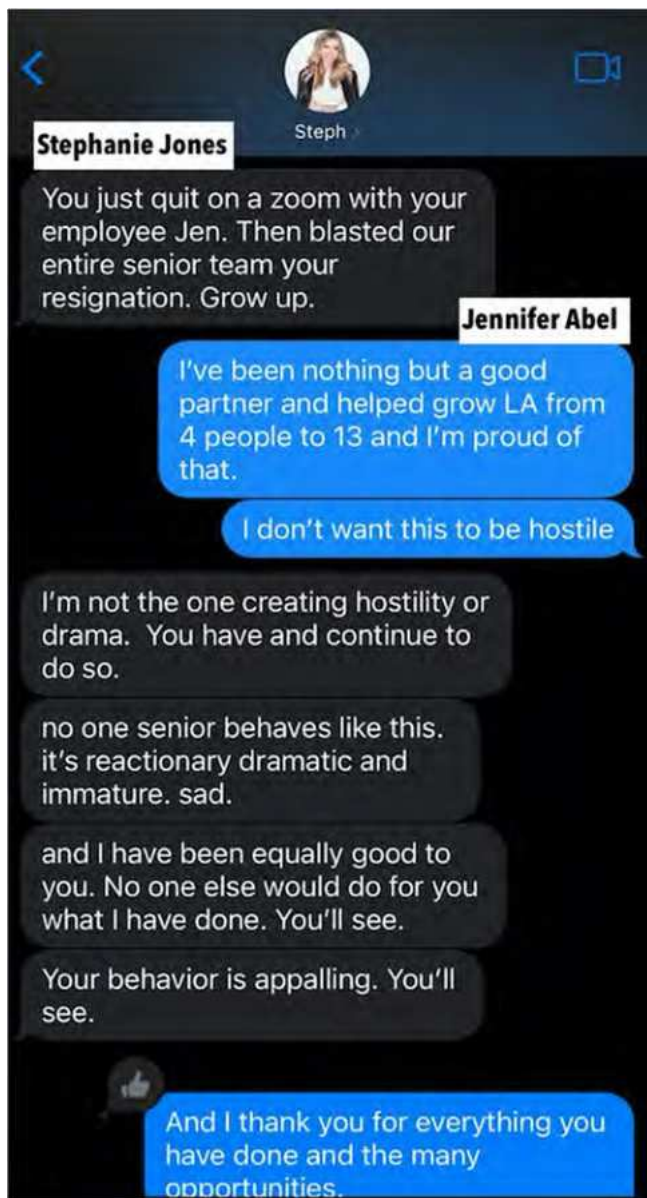 Steph
Stephanie Jones
You just quit on a zoom with your
employee Jen. Then blasted our
entire senior team your
resignation. Grow up.
Jennifer Abel
I've been nothing but a good
partner and helped grow LA from
4 people to 13 and I'm proud of
that.
I don't want this to be hostile
I'm not the one creating hostility or
drama.  You have and continue to
do so.
no one senior behaves like this.
it's reactionary dramatic and
immature. sad.
and I have been equally good to
you. No one else would do for you
what I have done. You'll see.
Your behavior is appalling. You'll
see.
And I thank you for everything you
have done and the many
opportunities.